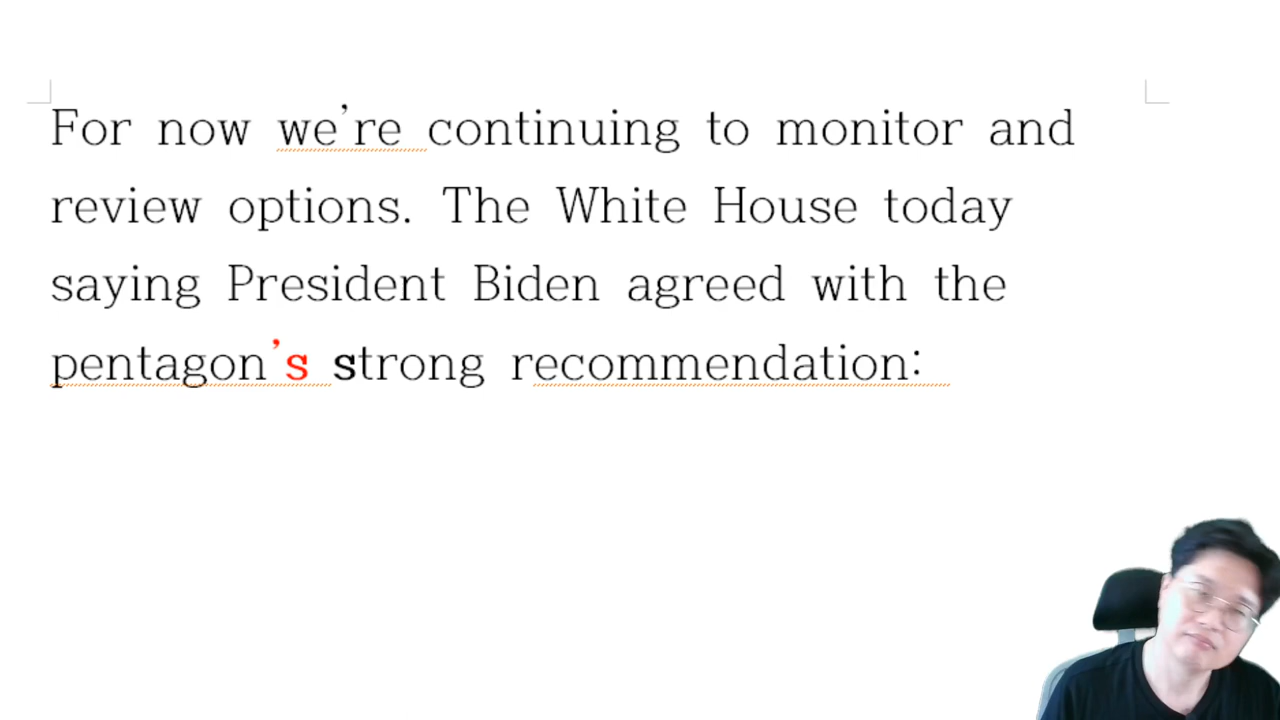 For now we're continuing to monitor and
review options. The White House today
saying President Biden agreed with the
pentagon's strong recommendation: